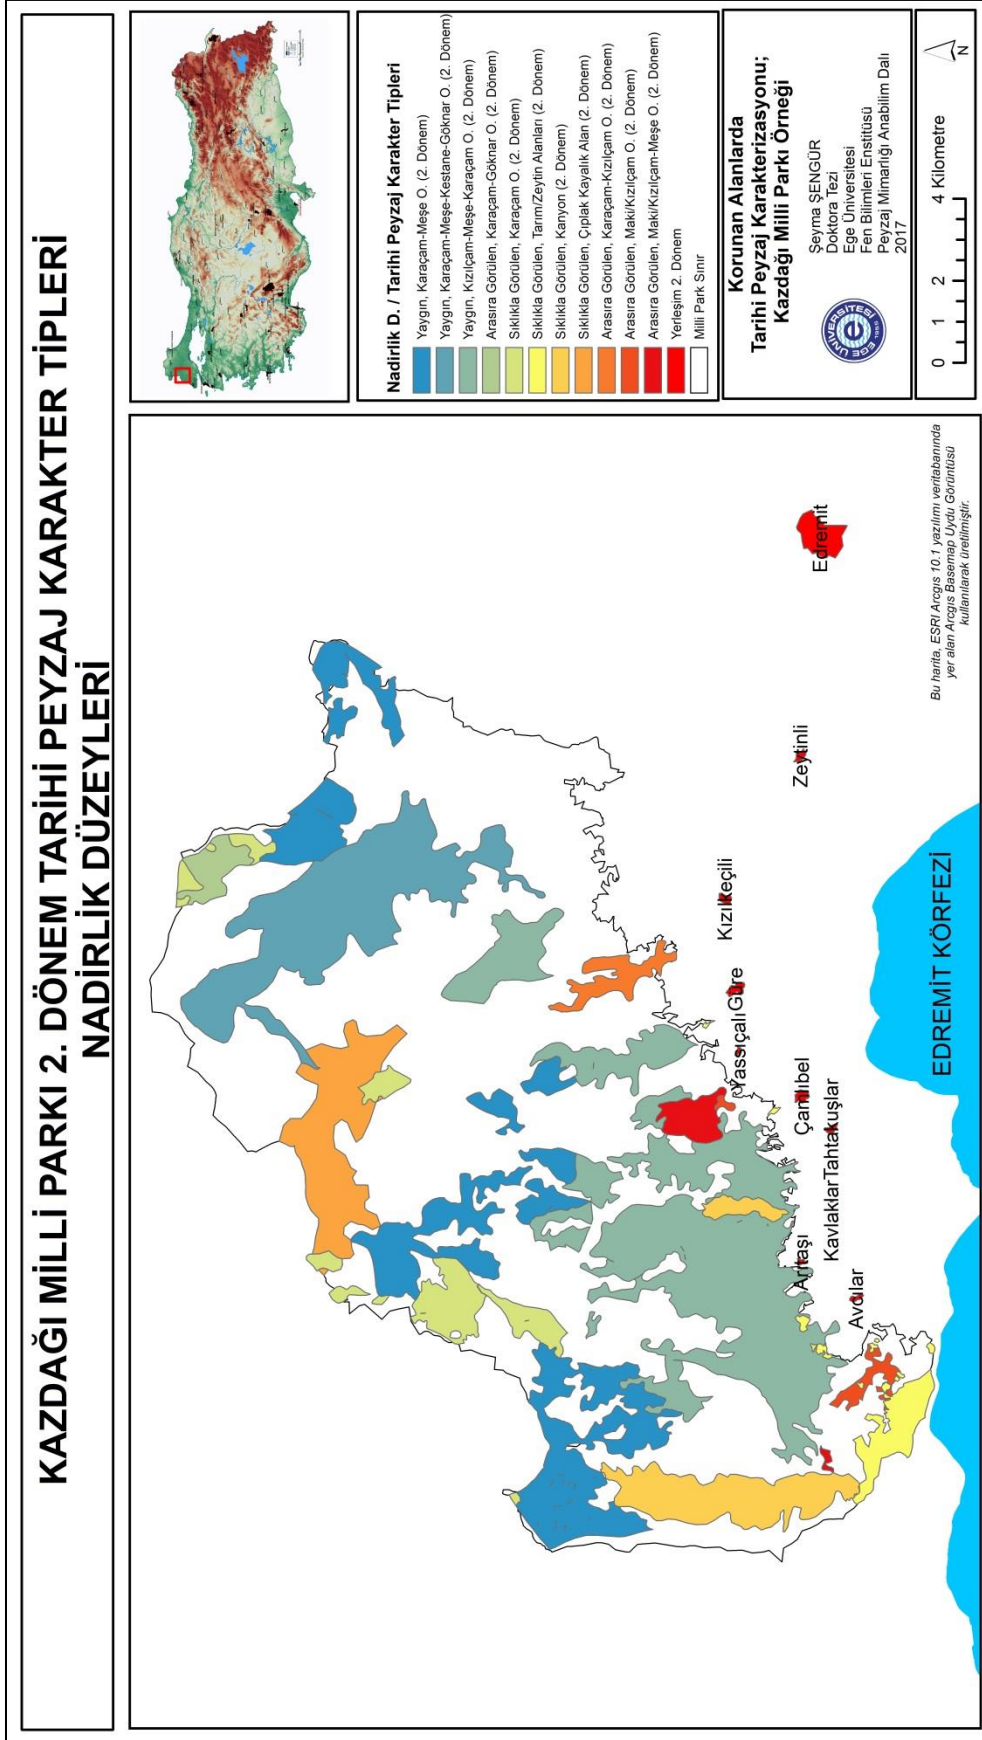 KAZDAĞI MİLLİ PARKI 2. DÖNEM TARİHİ PEYZAJ KARAKTER TİPLERİ
NADİRLİK DÜZEYLERİ
Edremit
Zeytinli
Kızılkeçili
Güre
Yassıçalı
Çamlıbel
Tahtakuşlar
Kavlaklar
Arıtaşı
Avcılar
EDREMİT KÖRFEZİ
Bu harita, ESRI Arcgis 10.1 yazılımı veritabanında
yer alan Arcgis Basemap Uydu Görüntüsü
kullanılarak üretilmiştir.
Nadirlik D. / Tarihi Peyzaj Karakter Tipleri
Yaygın, Karaçam-Meşe O. (2. Dönem)
Yaygın, Karaçam-Meşe-Kestane-Göknar O. (2. Dönem)
Yaygın, Kızılçam-Meşe-Karaçam O. (2. Dönem)
Arasıra Görülen, Karaçam-Göknar O. (2. Dönem)
Sıklıkla Görülen, Karaçam O. (2. Dönem)
Sıklıkla Görülen, Tarım/Zeytin Alanları (2. Dönem)
Sıklıkla Görülen, Kanyon (2. Dönem)
Sıklıkla Görülen, Çıplak Kayalık Alan (2. Dönem)
Arasıra Görülen, Karaçam-Kızılçam O. (2. Dönem)
Arasıra Görülen, Maki/Kızılçam O. (2. Dönem)
Arasıra Görülen, Maki/Kızılçam-Meşe O. (2. Dönem)
Yerleşim 2. Dönem
Milli Park Sınır
Korunan Alanlarda
Tarihi Peyzaj Karakterizasyonu;
Kazdağı Milli Parkı Örneği
Şeyma ŞENGÜR
Doktora Tezi
Ege Üniversitesi
Fen Bilimleri Enstitüsü
Peyzaj Mimarlığı Anabilim Dalı
2017
EGE ÜNİVERSİTESİ
0 1 2 4 Kilometre
N